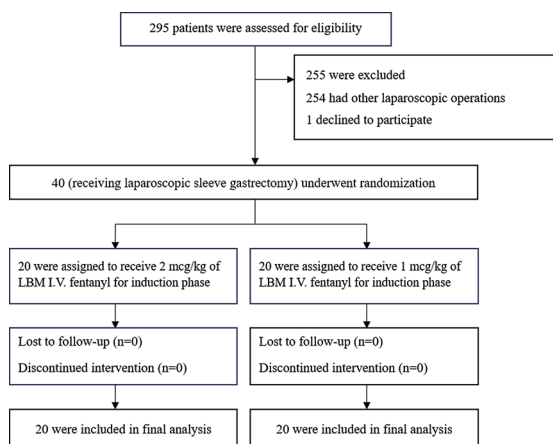 295 patients were assessed for eligibility
255 were excluded
254 had other laparoscopic operations
1 declined to participate
40 (receiving laparoscopic sleeve gastrectomy) underwent randomization
20 were assigned to receive 2 mcg/kg of
LBM I.V. fentanyl for induction phase
20 were assigned to receive 1 mcg/kg of
LBM I.V. fentanyl for induction phase
Lost to follow-up (n=0)
Discontinued intervention (n=0)
Lost to follow-up (n=0)
Discontinued intervention (n=0)
20 were included in final analysis
20 were included in final analysis